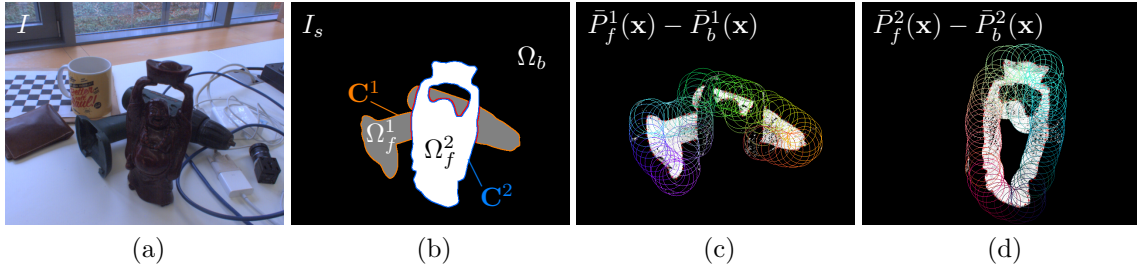 I
I_s
Ω_b
C^1
Ω_f^1
Ω_f^2
C^2
P̄_f^1(x) − P̄_b^1(x)
P̄_f^2(x) − P̄_b^2(x)
(a)
(b)
(c)
(d)